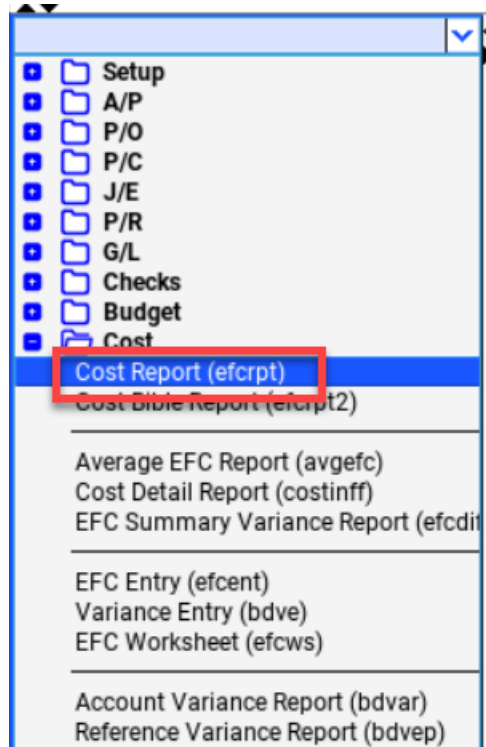 Setup
A/P
P/O
P/C
J/E
P/R
G/L
Checks
Budget
Cost
Cost Report (efcrpt)
Cost Bible Report (efcrpt2)
Average EFC Report (avgefc)
Cost Detail Report (costinff)
EFC Summary Variance Report (efcdif
EFC Entry (efcent)
Variance Entry (bdve)
EFC Worksheet (efcws)
Account Variance Report (bdvar)
Reference Variance Report (bdvep)